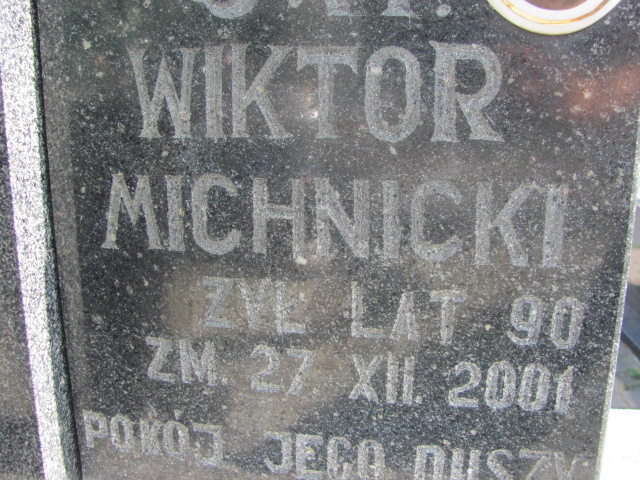 Ś.†P.
WIKTOR
MICHNICKI
ŻYŁ LAT 90
ZM. 27. XII. 2001
POKÓJ JEGO DUSZY